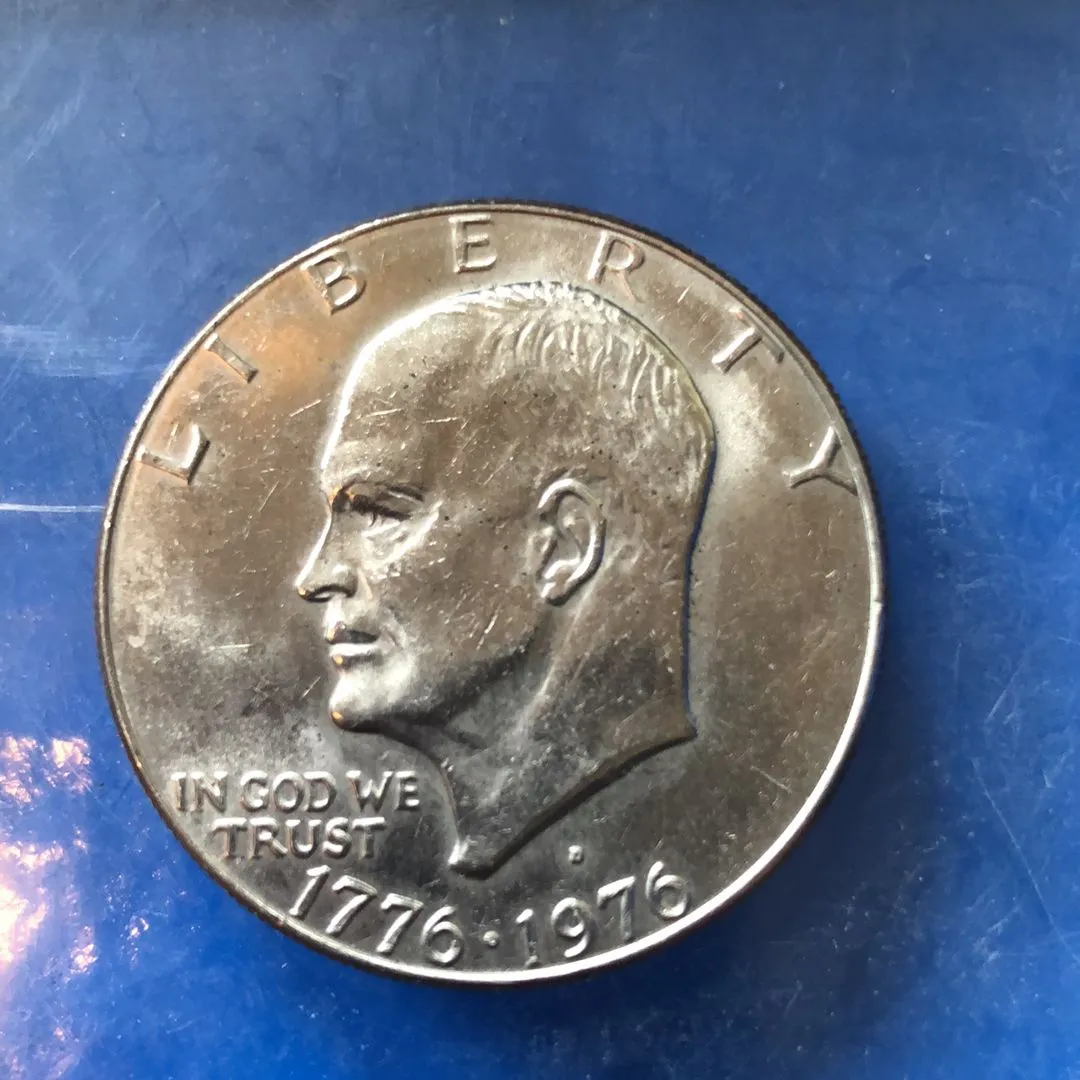 LIBERTY
IN GOD WE
TRUST
1776·1976